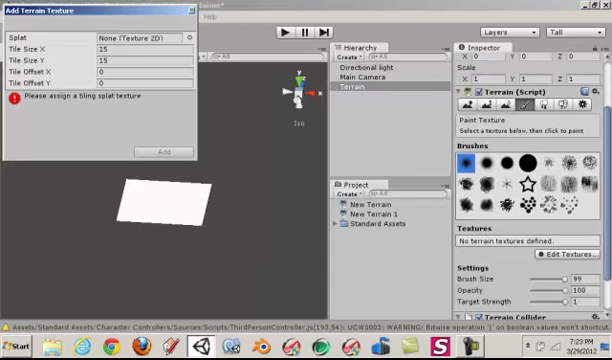 Add Terrain Texture
Help
Splat
None (Texture 2D)
Tile Size X
15
Tile Size Y
15
Tile Offset X
0
Tile Offset Y
0
Please assign a tiling splat texture
Add
All
y
x
Iso
Hierarchy
Create
All
Directional light
Main Camera
Terrain
Project
Create
All
New Terrain
New Terrain 1
Standard Assets
Layers
Tall
Inspector
X 0 Y 0 Z 0
Scale
X 1 Y 1 Z 1
Terrain (Script)
Paint Texture
Select a texture below, then click to paint
Brushes
Textures
No terrain textures defined.
Edit Textures...
Settings
Brush Size 99
Opacity 100
Target Strength 1
Terrain Collider
Assets/Standard Assets/Character Controllers/Sources/Scripts/ThirdPersonController.js(193,54): UCW0003: WARNING: Bitwise operation '|' on boolean values won't shortcut.
Start
7:23 PM